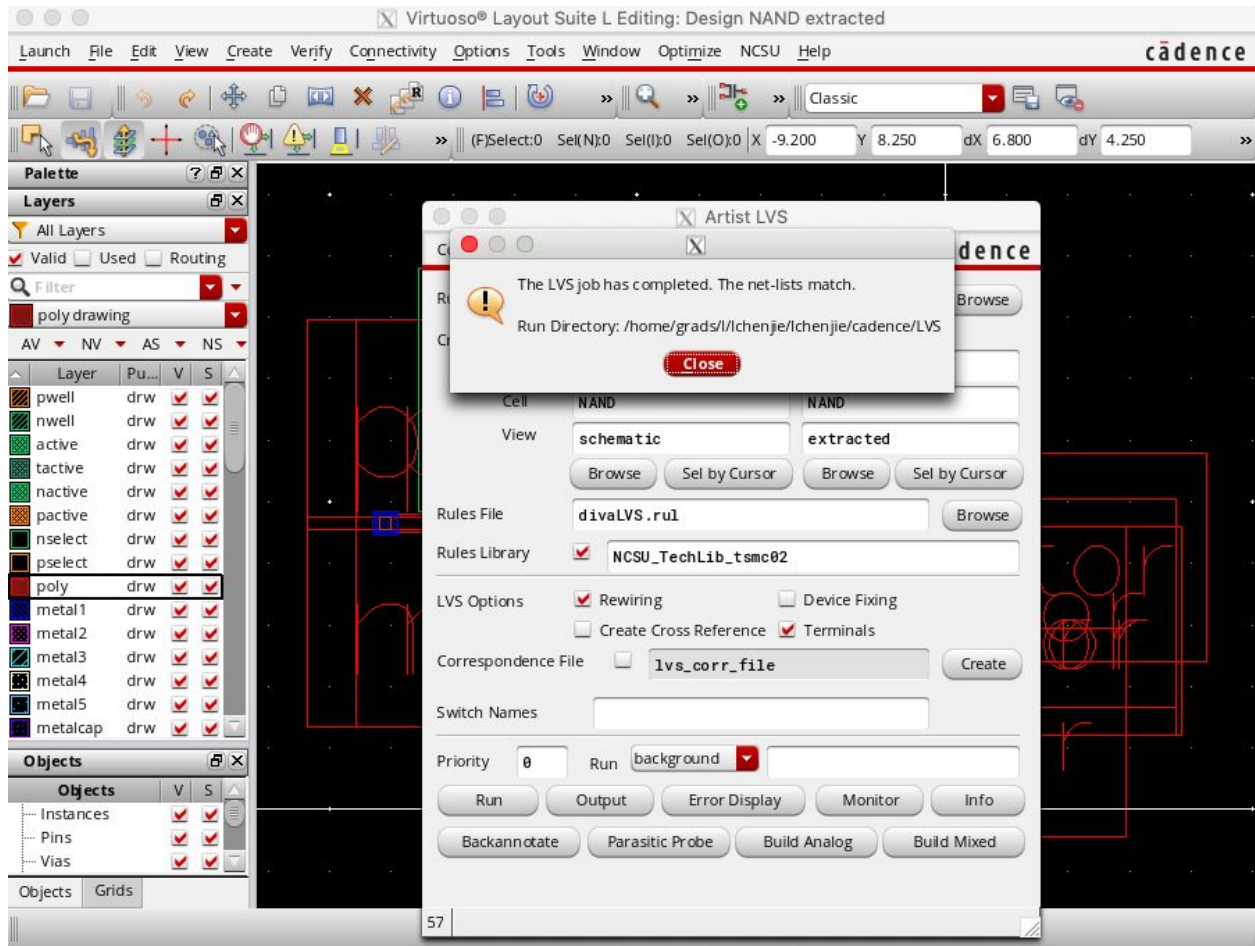 Virtuoso® Layout Suite L Editing: Design NAND extracted
Launch File Edit View Create Verify Connectivity Options Tools Window Optimize NCSU Help cādence
» » » Classic
» (F)Select:0 Sel(N):0 Sel(I):0 Sel(O):0 X -9.200 Y 8.250 dX 6.800 dY 4.250 »
Palette
Layers
All Layers
Valid Used Routing
Filter
poly drawing
AV NV AS NS
Layer Pu... V S
pwell drw
nwell drw
active drw
tactive drw
nactive drw
pactive drw
nselect drw
pselect drw
poly drw
metal1 drw
metal2 drw
metal3 drw
metal4 drw
metal5 drw
metalcap drw
Objects
Objects V S
Instances
Pins
Vias
Objects Grids
Artist LVS
dence
The LVS job has completed. The net-lists match.
Run Directory: /home/grads/l/lchenjie/lchenjie/cadence/LVS
Close
Browse
Cell NAND NAND
View schematic extracted
Browse Sel by Cursor Browse Sel by Cursor
Rules File divaLVS.rul Browse
Rules Library NCSU_TechLib_tsmc02
LVS Options Rewiring Device Fixing
Create Cross Reference Terminals
Correspondence File lvs_corr_file Create
Switch Names
Priority 0 Run background
Run Output Error Display Monitor Info
Backannotate Parasitic Probe Build Analog Build Mixed
57